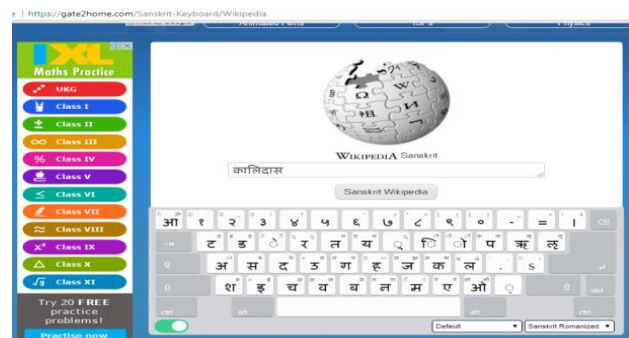 https://gate2home.com/Sanskrit-Keyboard/Wikipedia
IXL
Maths Practice
UKG
Class I
Class II
Class III
Class IV
Class V
Class VI
Class VII
Class VIII
Class IX
Class X
Class XI
Try 20 FREE
practice
problems!
Practise now
WIKIPEDIA Sanskrit
कालिदास
Sanskrit Wikipedia
आ १ २ ३ ४ ५ ६ ७ ८ ९ ० - = ।
ट ड े र त य ु ि ो प ऋ ऌ
अ स द उ ग ह ज क ल . ऽ
श इ च व ब न म ए ओ ़
ctrl alt alt ctrl
Default Sanskrit Romanized